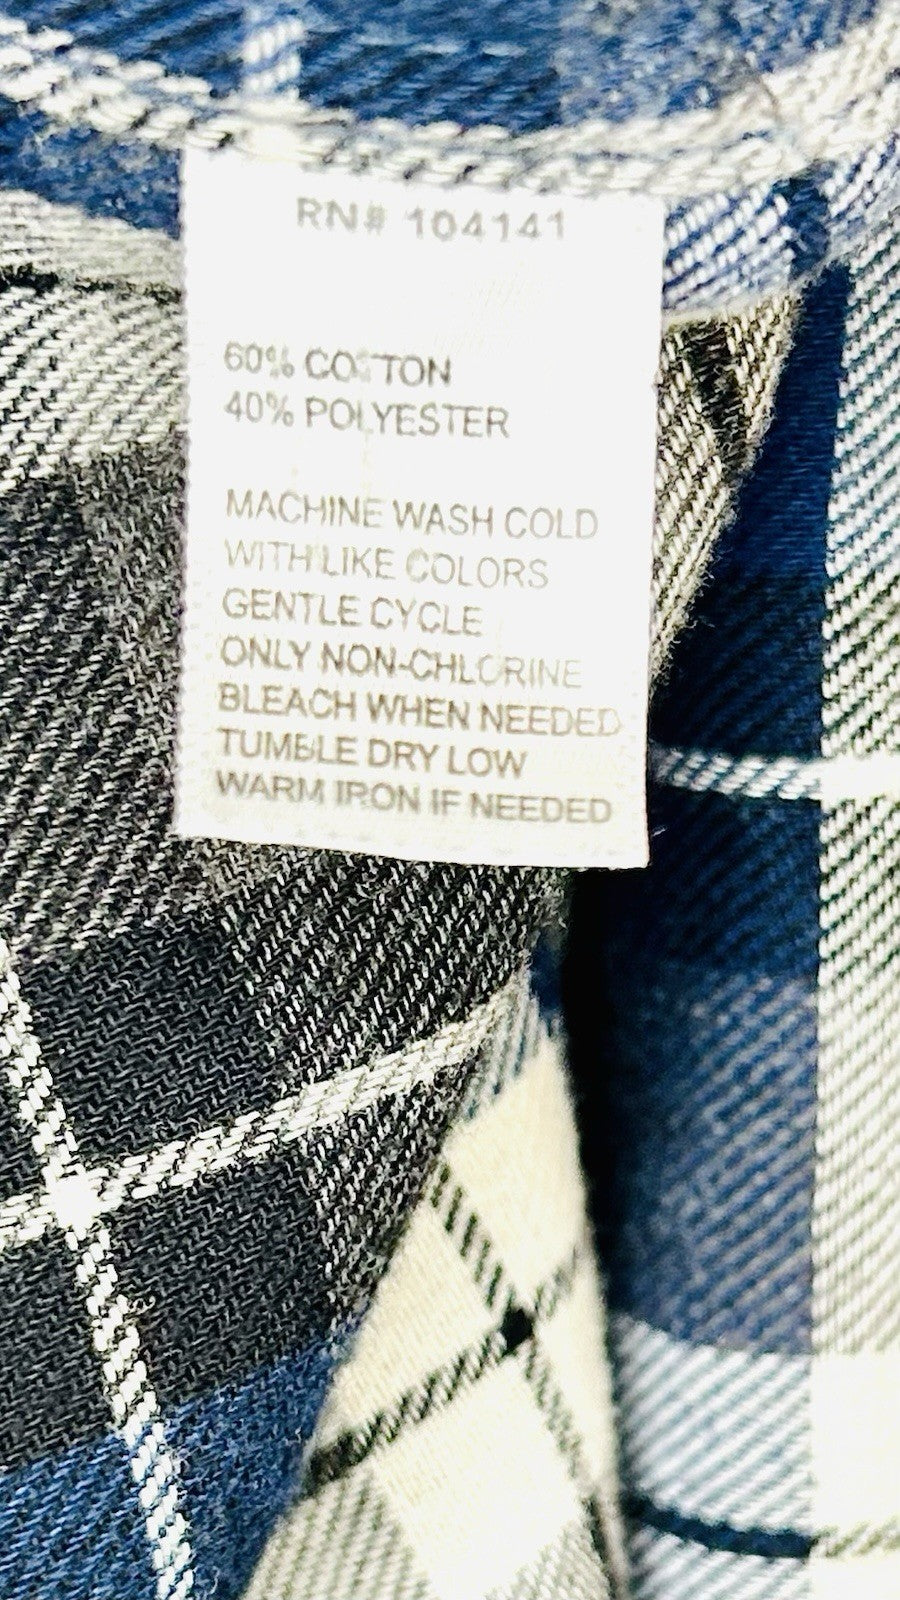 RN# 104141
60% COTTON
40% POLYESTER
MACHINE WASH COLD
WITH LIKE COLORS
GENTLE CYCLE
ONLY NON-CHLORINE
BLEACH WHEN NEEDED
TUMBLE DRY LOW
WARM IRON IF NEEDED